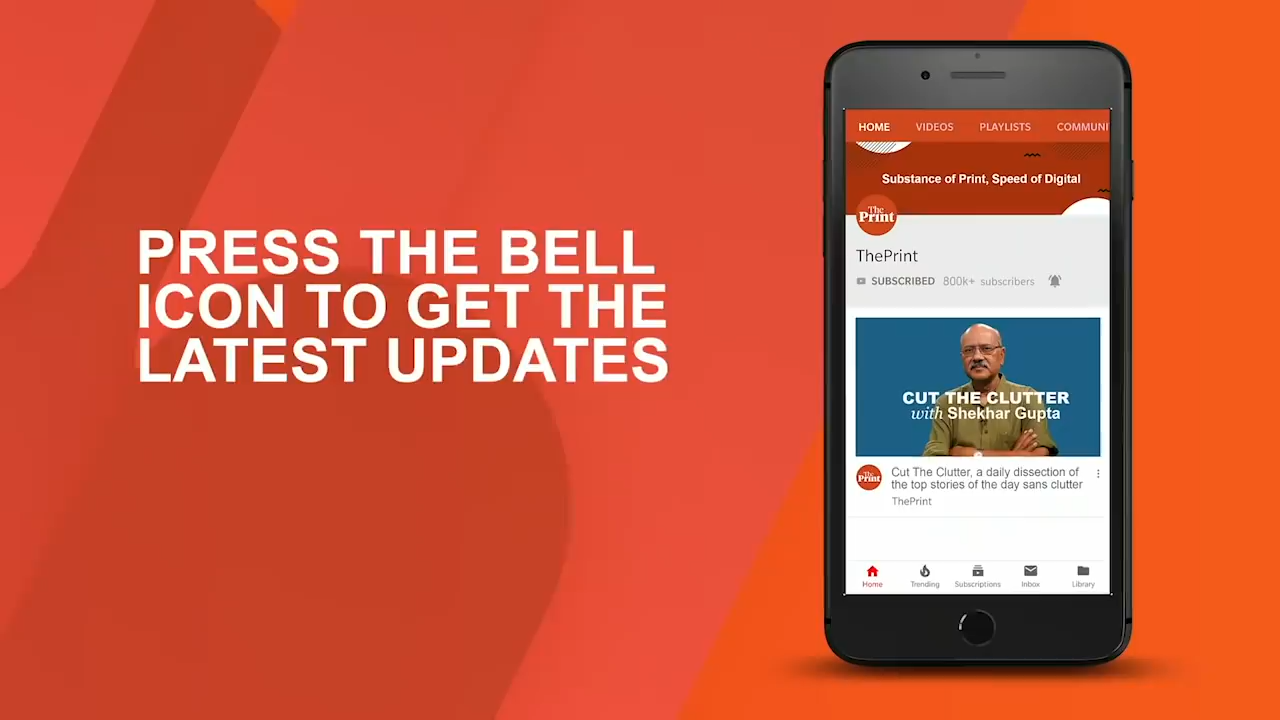 PRESS THE BELL
ICON TO GET THE
LATEST UPDATES
HOME VIDEOS PLAYLISTS COMMUNI
Substance of Print, Speed of Digital
The
Print
ThePrint
SUBSCRIBED 800k+ subscribers
CUT THE CLUTTER
with Shekhar Gupta
The
Print
Cut The Clutter, a daily dissection of
the top stories of the day sans clutter
ThePrint
Home Trending Subscriptions Inbox Library